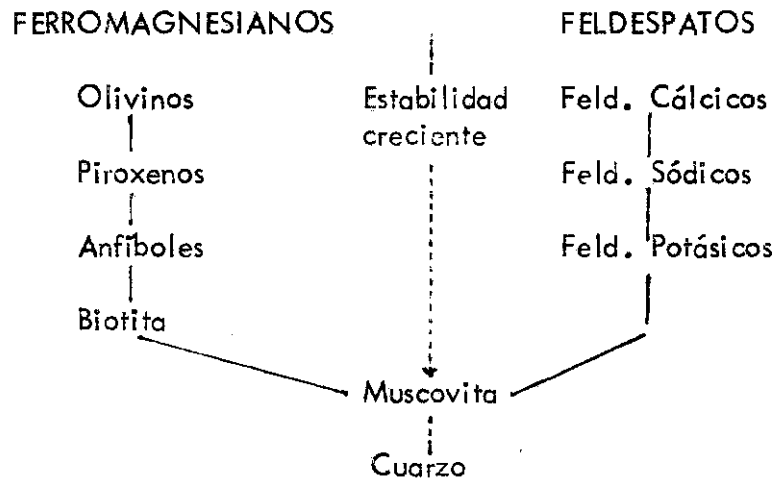 FERROMAGNESIANOS FELDESPATOS
Olivinos Estabilidad Feld. Cálcicos
creciente
Piroxenos Feld. Sódicos
Anfíboles Feld. Potásicos
Biotita
Muscovita
Cuarzo